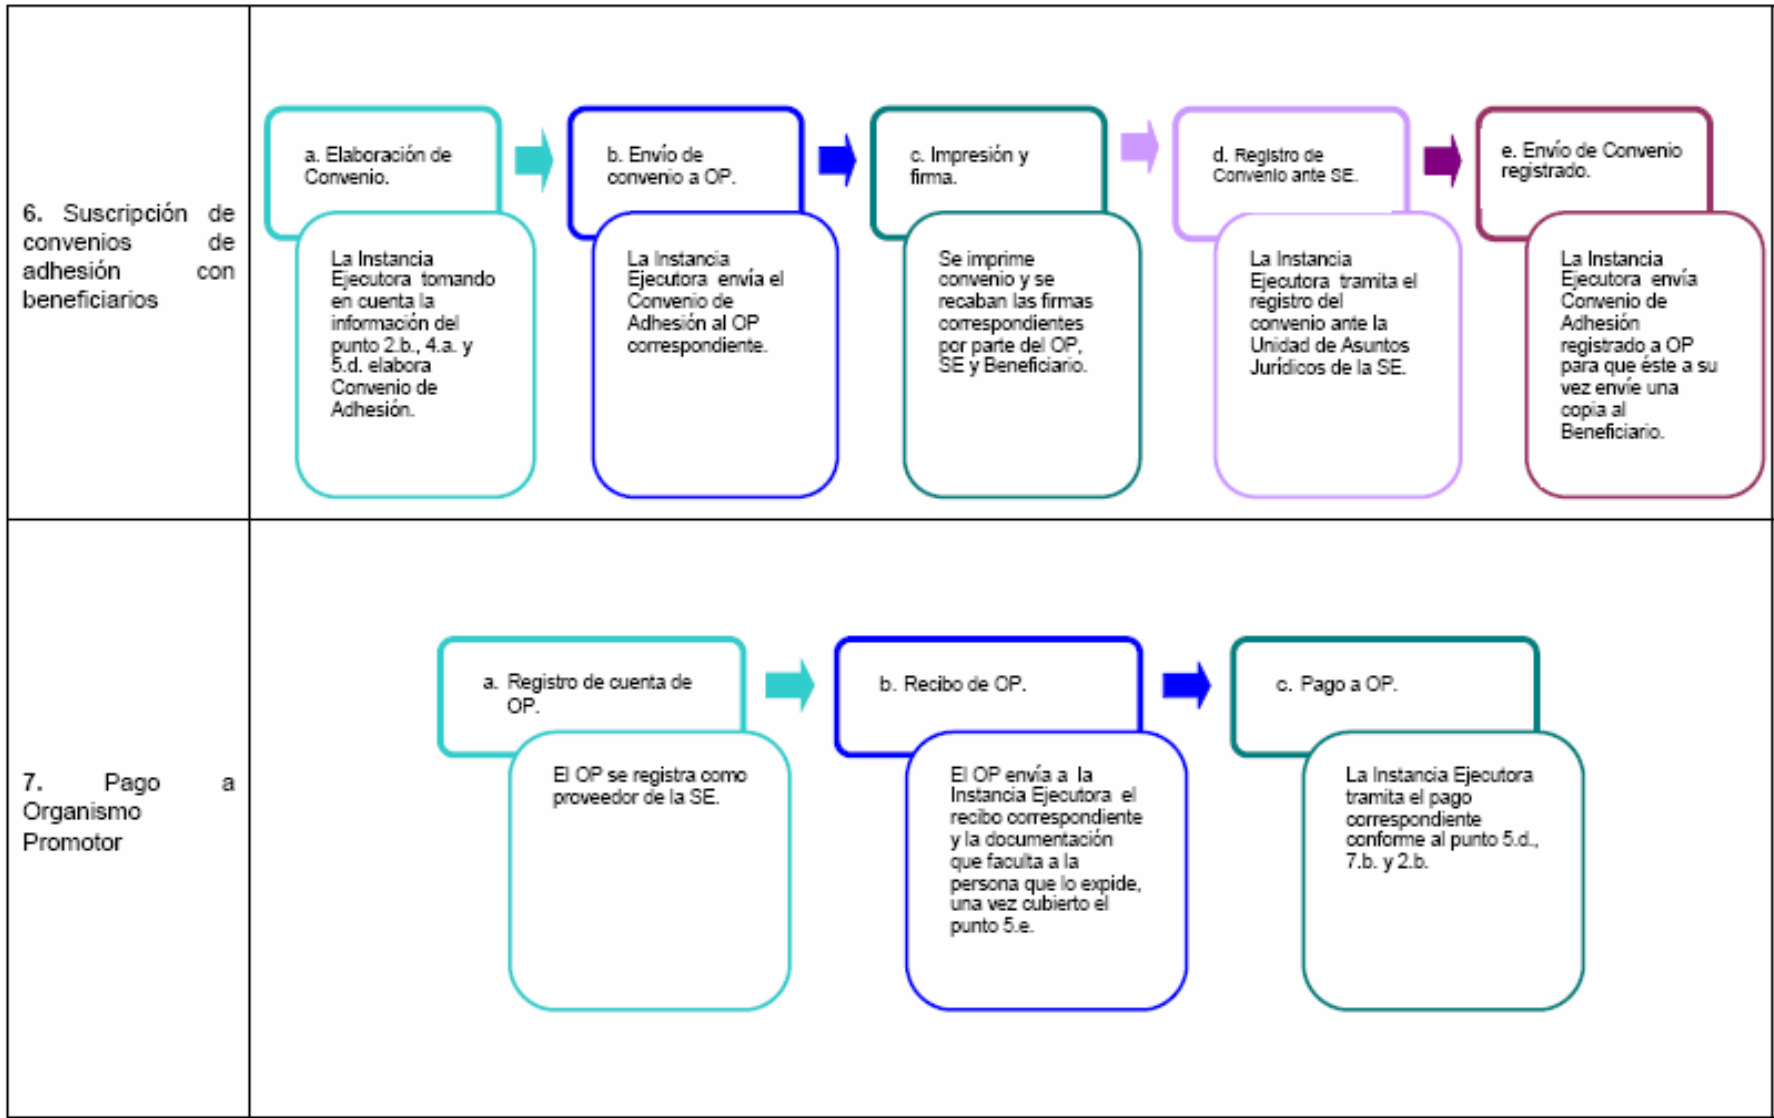 6. Suscripción de
convenios de
adhesión con
beneficiarios
a. Elaboración de
Convenio.
La Instancia
Ejecutora tomando
en cuenta la
información del
punto 2.b., 4.a. y
5.d. elabora
Convenio de
Adhesión.
b. Envío de
convenio a OP.
La Instancia
Ejecutora envía el
Convenio de
Adhesión al OP
correspondiente.
c. Impresión y
firma.
Se imprime
convenio y se
recaban las firmas
correspondientes
por parte del OP,
SE y Beneficiario.
d. Registro de
Convenio ante SE.
La Instancia
Ejecutora tramita el
registro del
convenio ante la
Unidad de Asuntos
Jurídicos de la SE.
e. Envío de Convenio
registrado.
La Instancia
Ejecutora envía
Convenio de
Adhesión
registrado a OP
para que éste a su
vez envíe una
copia al
Beneficiario.
7. Pago a
Organismo
Promotor
a. Registro de cuenta de
OP.
El OP se registra como
proveedor de la SE.
b. Recibo de OP.
El OP envía a la
Instancia Ejecutora el
recibo correspondiente
y la documentación
que faculta a la
persona que lo expide,
una vez cubierto el
punto 5.e.
c. Pago a OP.
La Instancia Ejecutora
tramita el pago
correspondiente
conforme al punto 5.d.,
7.b. y 2.b.